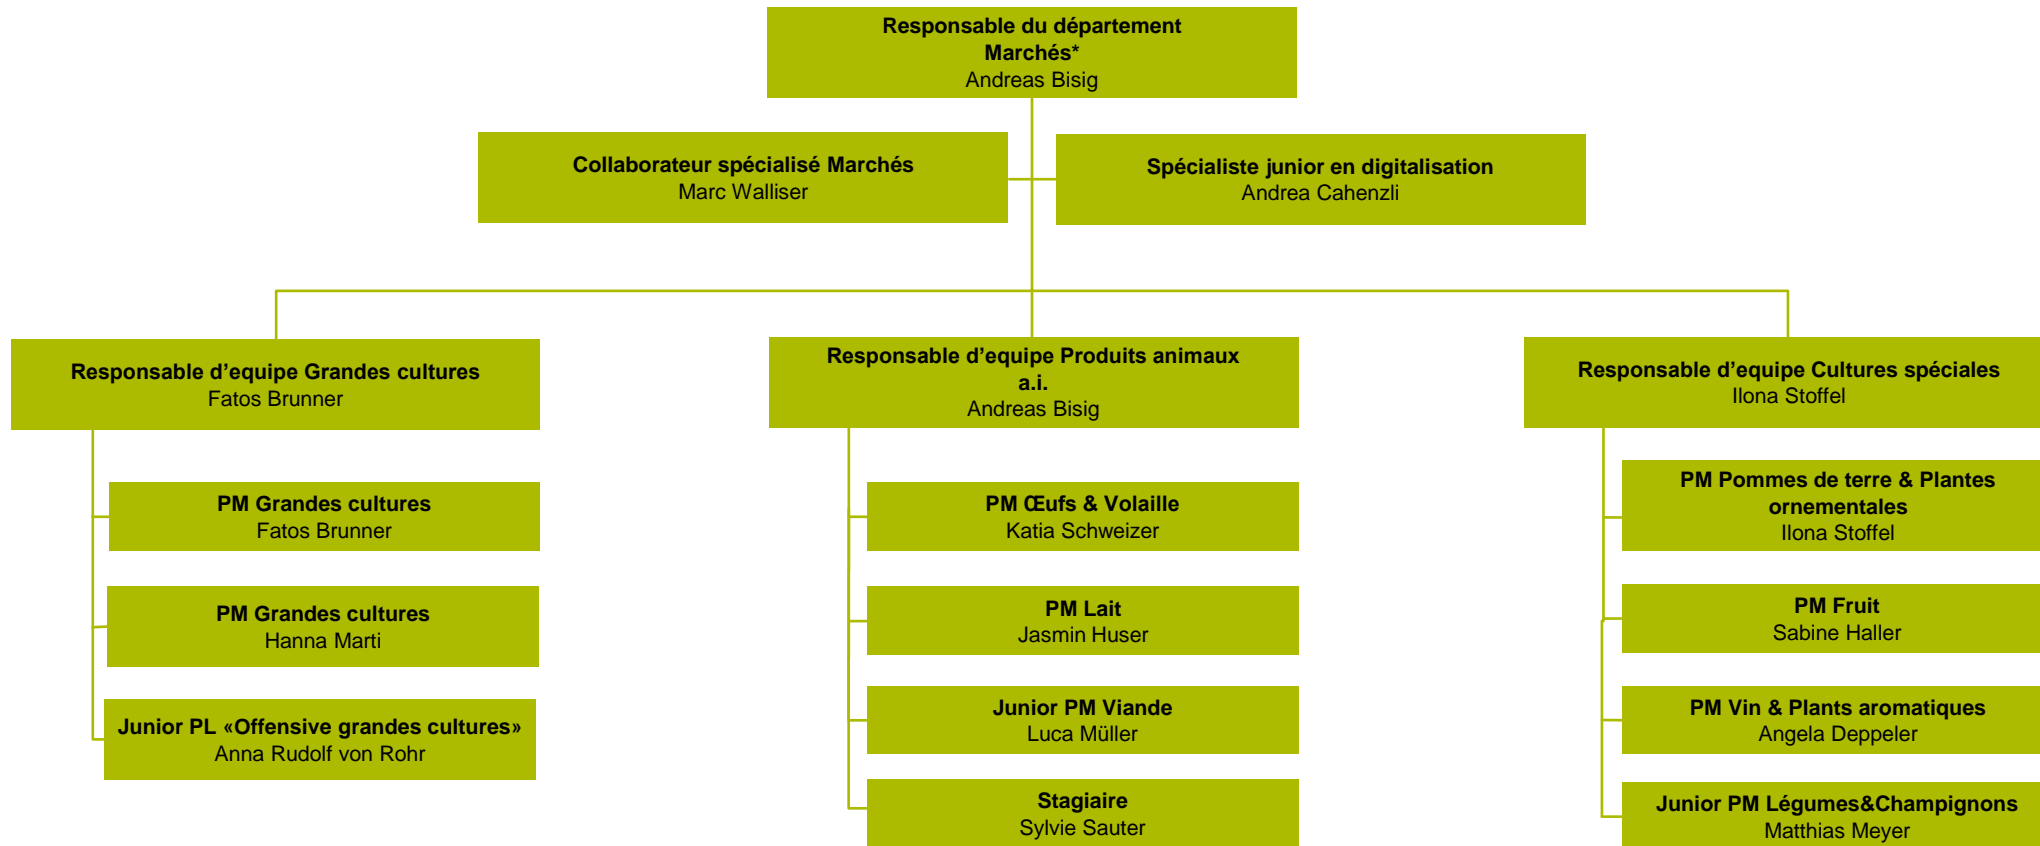 Responsable du département
Marchés*
Andreas Bisig
Collaborateur spécialisé Marchés
Marc Walliser
Spécialiste junior en digitalisation
Andrea Cahenzli
Responsable d’equipe Grandes cultures
Fatos Brunner
PM Grandes cultures
Fatos Brunner
PM Grandes cultures
Hanna Marti
Junior PL «Offensive grandes cultures»
Anna Rudolf von Rohr
Responsable d’equipe Produits animaux
a.i.
Andreas Bisig
PM Œufs & Volaille
Katia Schweizer
PM Lait
Jasmin Huser
Junior PM Viande
Luca Müller
Stagiaire
Sylvie Sauter
Responsable d’equipe Cultures spéciales
Ilona Stoffel
PM Pommes de terre & Plantes
ornementales
Ilona Stoffel
PM Fruit
Sabine Haller
PM Vin & Plants aromatiques
Angela Deppeler
Junior PM Légumes&Champignons
Matthias Meyer